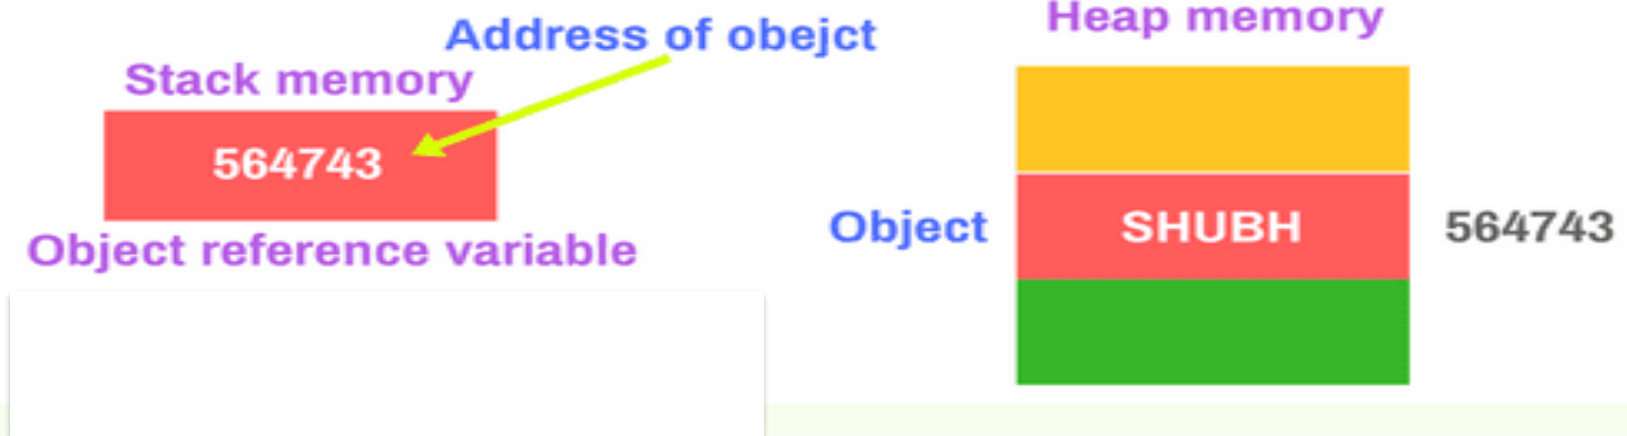 Address of obejct
Stack memory
564743
Object reference variable
Heap memory
Object
SHUBH
564743